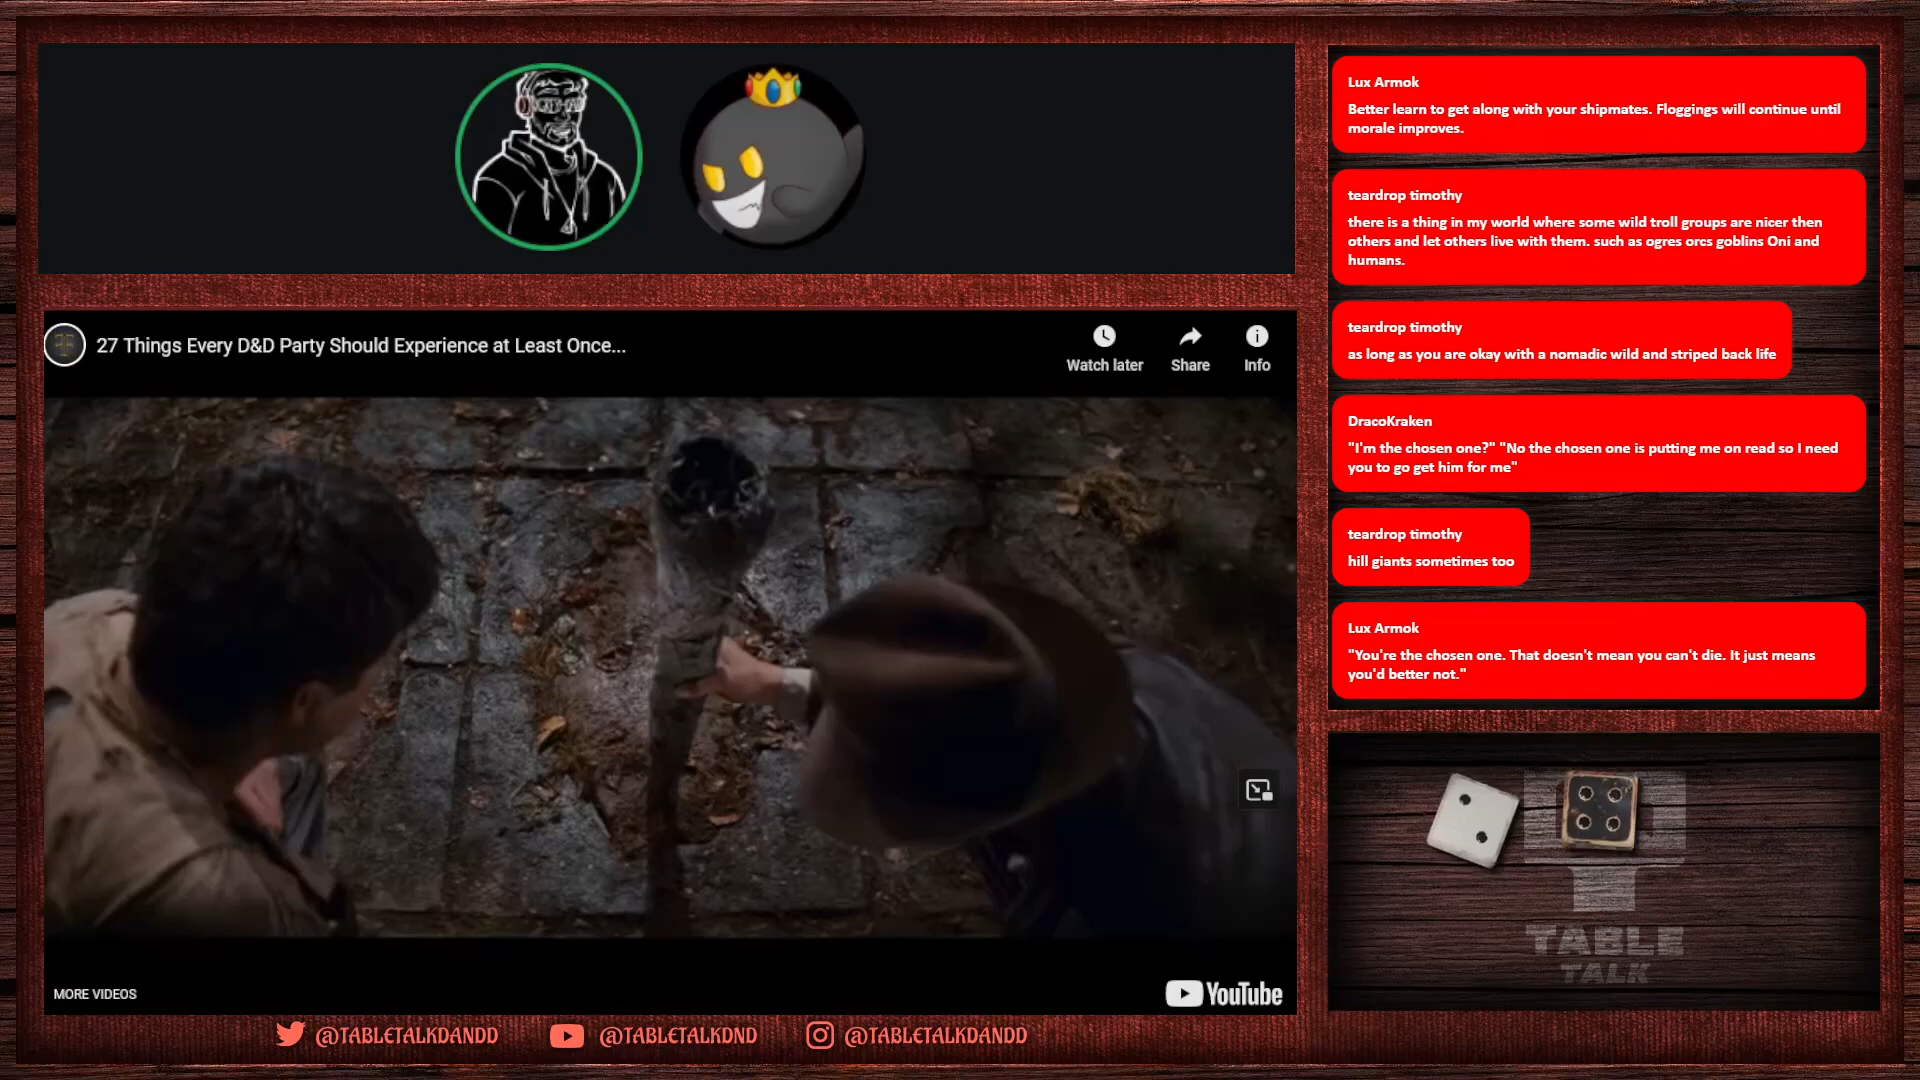 27 Things Every D&D Party Should Experience at Least Once...
Watch later
Share
Info
MORE VIDEOS
YouTube
@TABLETALKDANDD
@TABLETALKDND
@TABLETALKDANDD
Lux Armok
Better learn to get along with your shipmates. Floggings will continue until
morale improves.
teardrop timothy
there is a thing in my world where some wild troll groups are nicer then
others and let others live with them. such as ogres orcs goblins Oni and
humans.
teardrop timothy
as long as you are okay with a nomadic wild and striped back life
DracoKraken
"I'm the chosen one?" "No the chosen one is putting me on read so I need
you to go get him for me"
teardrop timothy
hill giants sometimes too
Lux Armok
"You're the chosen one. That doesn't mean you can't die. It just means
you'd better not."
TABLE
TALK